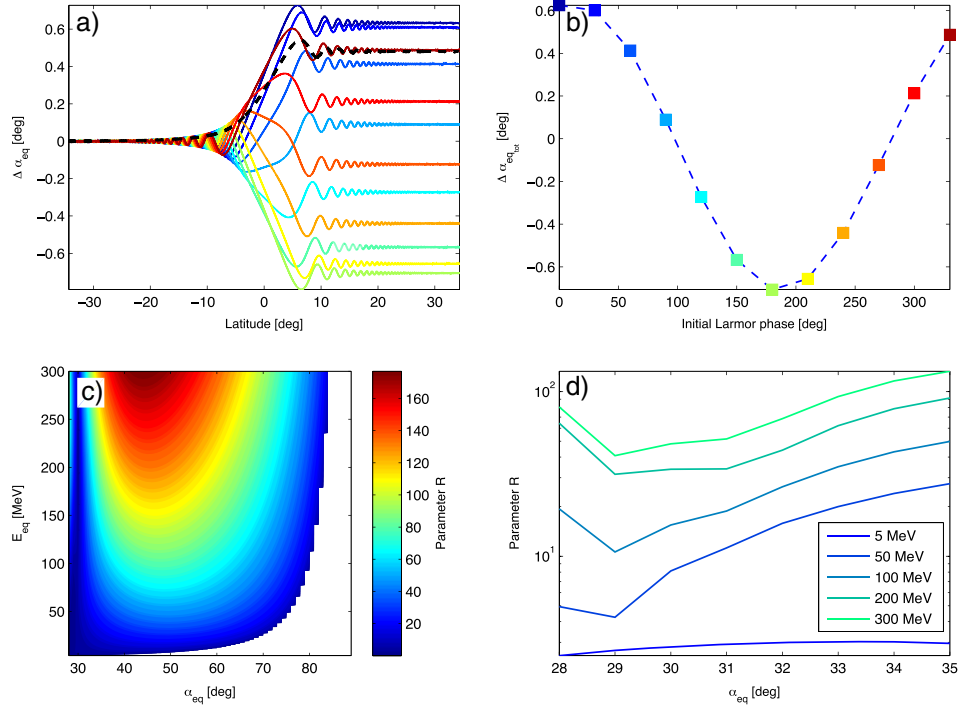 a)
0.6
0.4
0.2
0
−0.2
−0.4
−0.6
Δ α_eq [deg]
−30 −20 −10 0 10 20 30
Latitude [deg]
b)
0.6
0.4
0.2
0
−0.2
−0.4
−0.6
Δ α_eq_tot [deg]
0 50 100 150 200 250 300
Initial Larmor phase [deg]
c)
300
250
200
150
100
50
E_eq [MeV]
30 40 50 60 70 80
α_eq [deg]
160
140
120
100
80
60
40
20
Parameter R
d)
10^2
10^1
Parameter R
28 29 30 31 32 33 34 35
α_eq [deg]
5 MeV
50 MeV
100 MeV
200 MeV
300 MeV